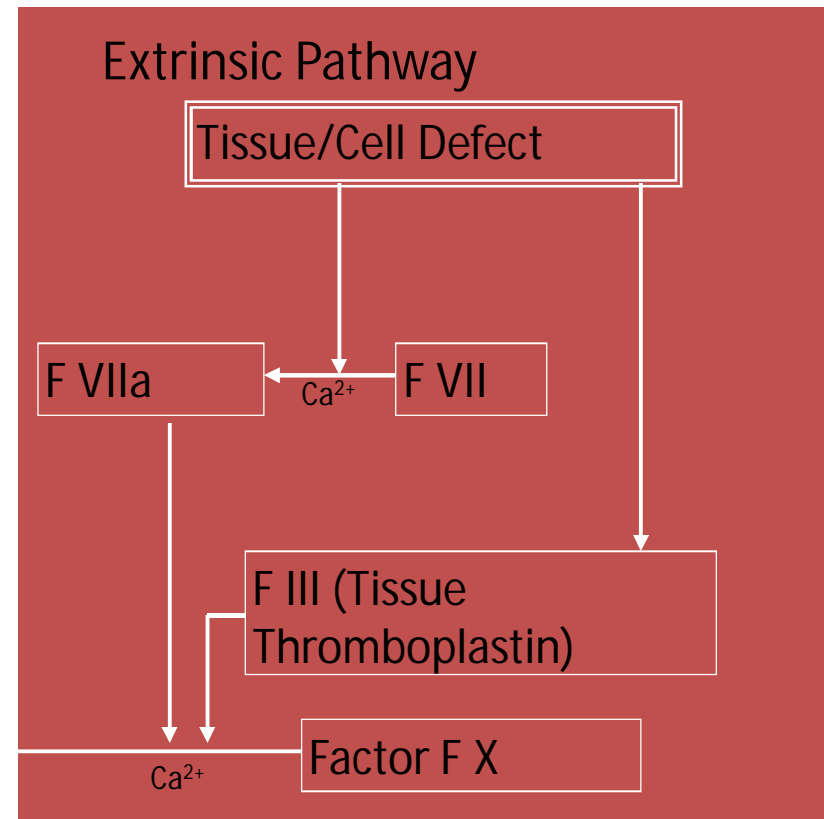 Extrinsic Pathway
Tissue/Cell Defect
F VIIa
Ca²⁺
F VII
F III (Tissue
Thromboplastin)
Ca²⁺
Factor F X